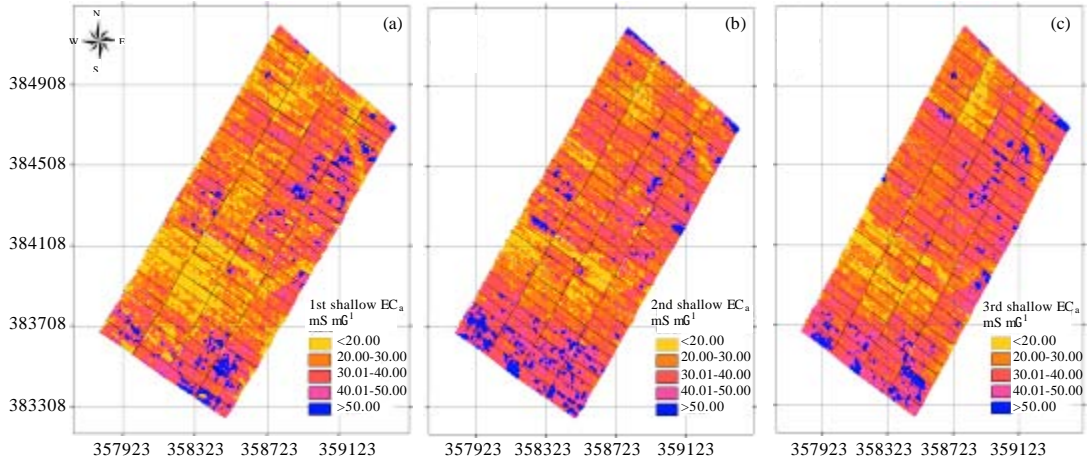 N
W E
S
(a)
(b)
(c)
384908
384508
384108
383708
383308
1st shallow ECa
mS mG1
<20.00
20.00-30.00
30.01-40.00
40.01-50.00
>50.00
2nd shallow ECa
mS mG1
<20.00
20.00-30.00
30.01-40.00
40.01-50.00
>50.00
3rd shallow ECa
mS mG1
<20.00
20.00-30.00
30.01-40.00
40.01-50.00
>50.00
357923 358323 358723 359123
357923 358323 358723 359123
357923 358323 358723 359123